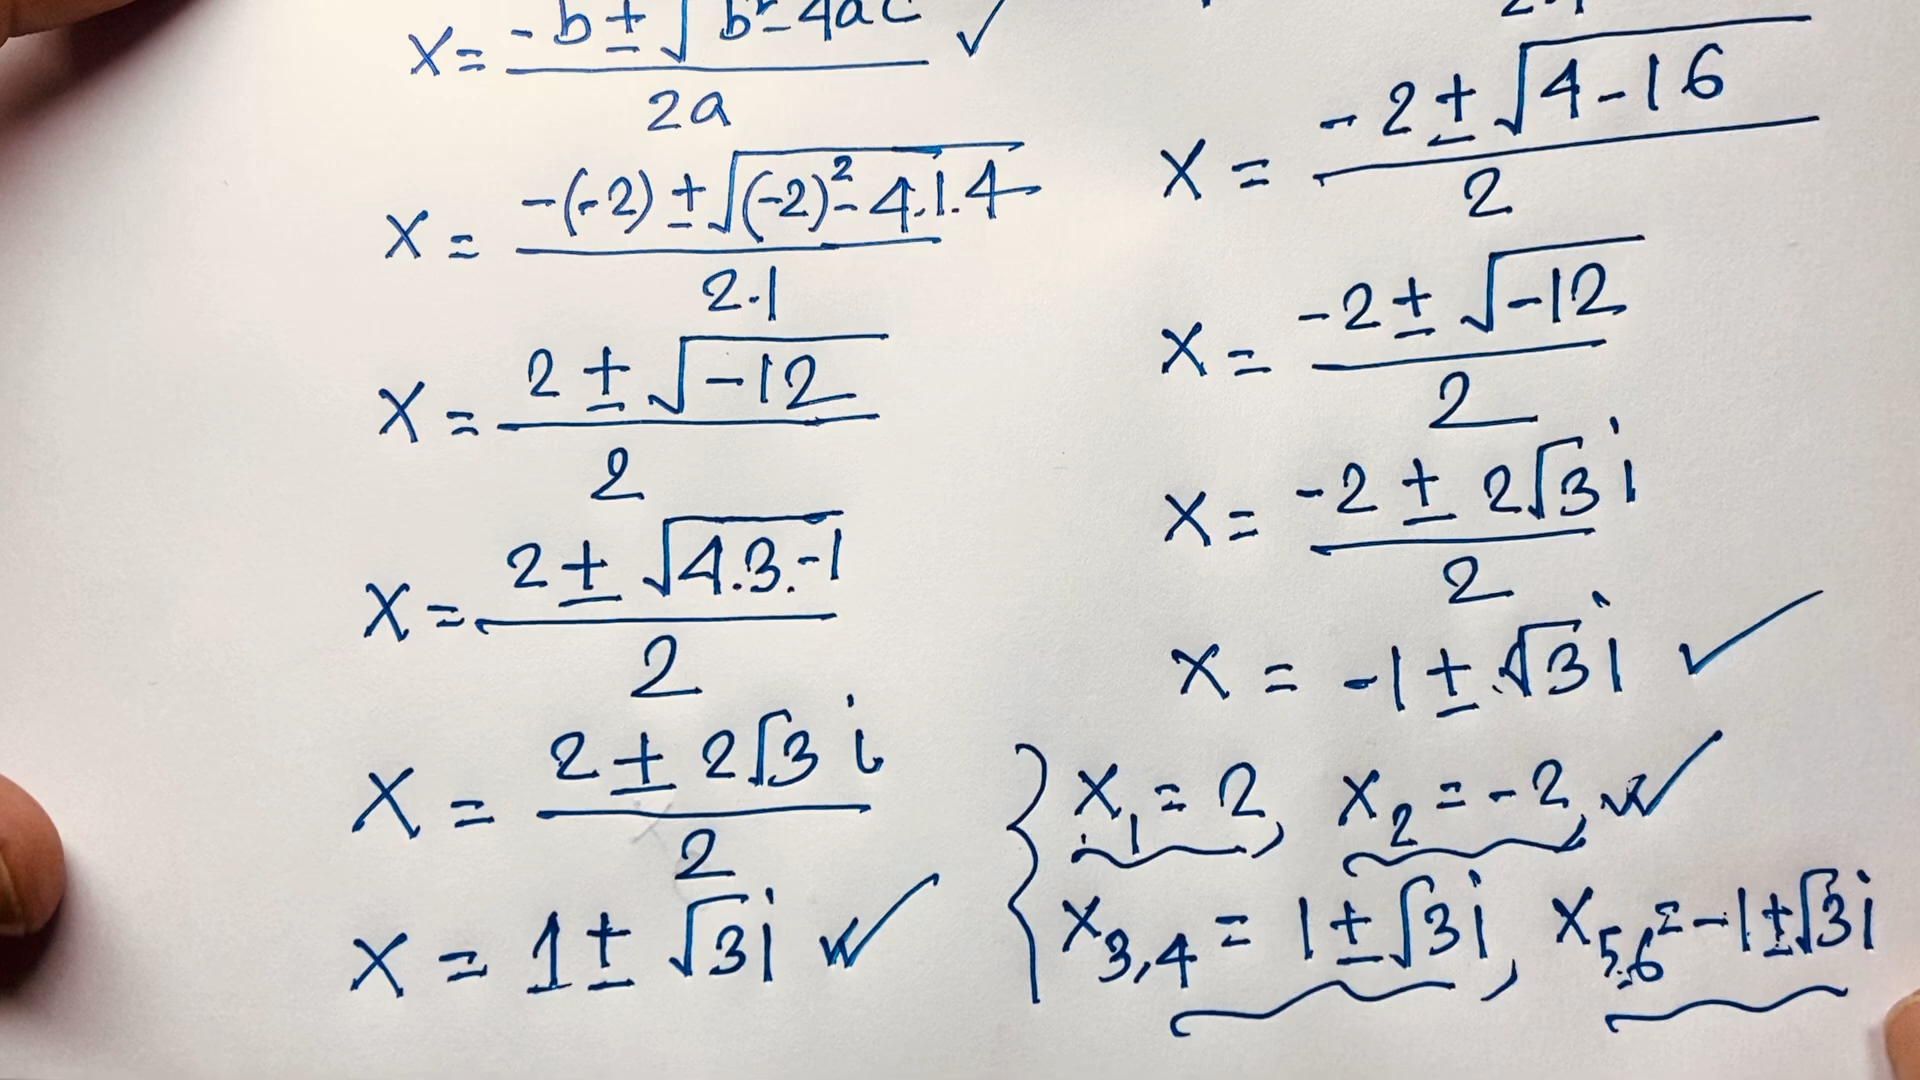 x = -b ± √b² - 4ac ✓
2a
x = -(-2) ± √(-2)² - 4.1.4
2.1
x = 2 ± √-12
2
x = 2 ± √4.3.-1
2
x = 2 ± 2√3 i
2
x = 1 ± √3 i ✓
x = -2 ± √4-16
2
x = -2 ± √-12
2
x = -2 ± 2√3 i
2
x = -1 ± √3 i ✓
x₁ = 2, x₂ = -2, ✓
x₃,₄ = 1 ± √3 i, x₅,₆ = -1 ± √3 i